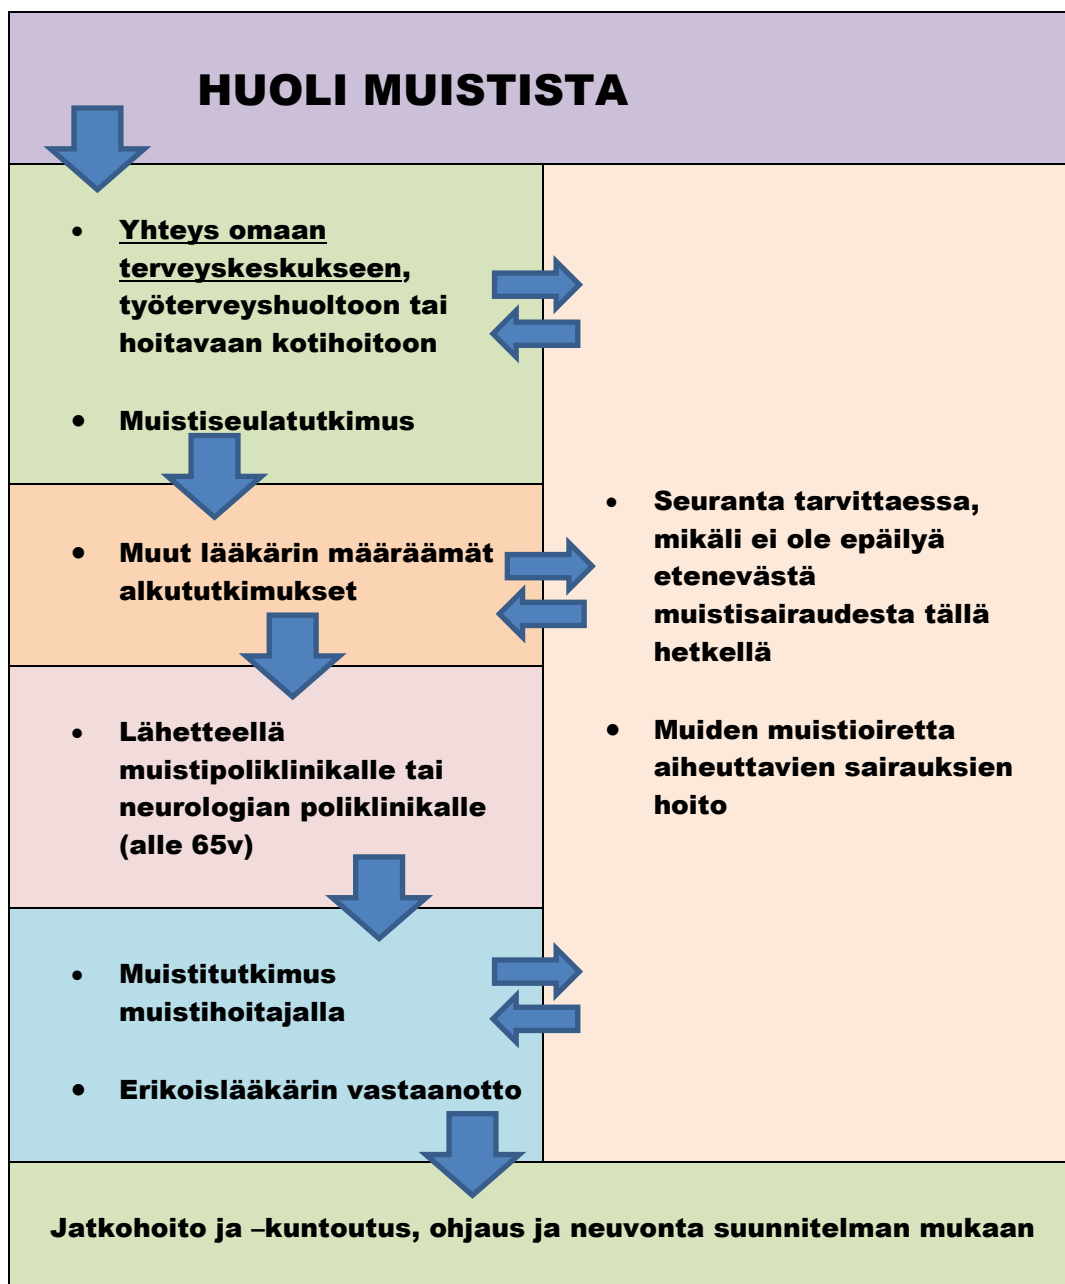 HUOLI MUISTISTA
Yhteys omaan
terveyskeskukseen,
työterveyshuoltoon tai
hoitavaan kotihoitoon
Muistiseulatutkimus
Muut lääkärin määräämät
alkututkimukset
Lähetteellä
muistipoliklinikalle tai
neurologian poliklinikalle
(alle 65v)
Muistitutkimus
muistihoitajalla
Erikoislääkärin vastaanotto
Seuranta tarvittaessa,
mikäli ei ole epäilyä
etenevästä
muistisairaudesta tällä
hetkellä
Muiden muistioiretta
aiheuttavien sairauksien
hoito
Jatkohoito ja –kuntoutus, ohjaus ja neuvonta suunnitelman mukaan